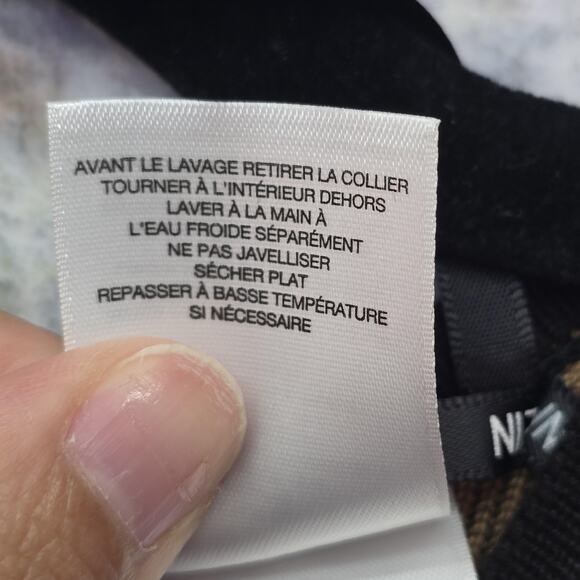 AVANT LE LAVAGE RETIRER LA COLLIER
TOURNER À L'INTÉRIEUR DEHORS
LAVER À LA MAIN À
L'EAU FROIDE SÉPARÉMENT
NE PAS JAVELLISER
SÉCHER PLAT
REPASSER À BASSE TEMPÉRATURE
SI NÉCESSAIRE